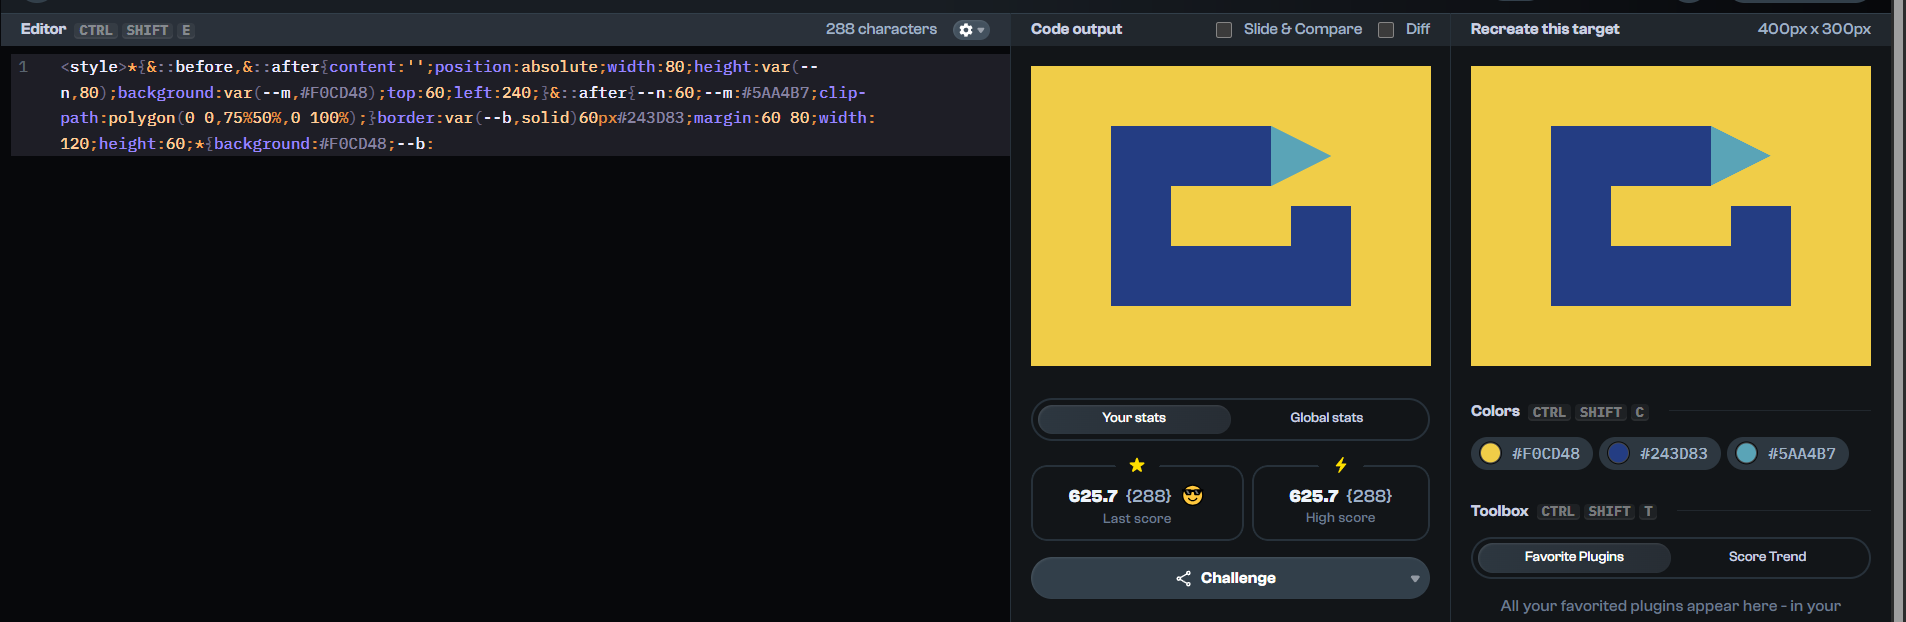 Editor CTRL SHIFT E
288 characters
1 <style>*{&::before,&::after{content:'';position:absolute;width:80;height:var(--
n,80);background:var(--m,#F0CD48);top:60;left:240;}&::after{--n:60;--m:#5AA4B7;clip-
path:polygon(0 0,75%50%,0 100%);}border:var(--b,solid)60px#243D83;margin:60 80;width:
120;height:60;*{background:#F0CD48;--b:
Code output
Slide & Compare
Diff
Your stats
Global stats
625.7 {288}
Last score
625.7 {288}
High score
Challenge
Recreate this target
400px x 300px
Colors CTRL SHIFT C
#F0CD48
#243D83
#5AA4B7
Toolbox CTRL SHIFT T
Favorite Plugins
Score Trend
All your favorited plugins appear here - in your